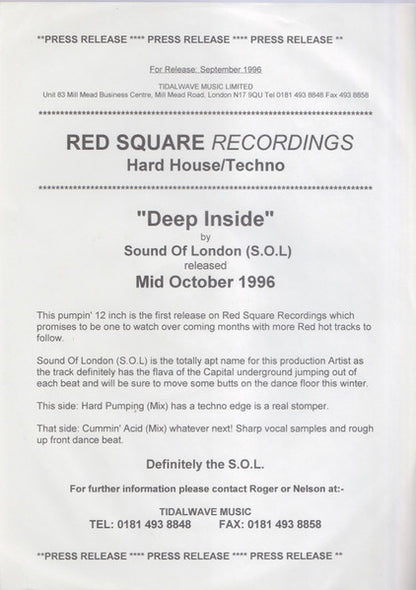 **PRESS RELEASE **** PRESS RELEASE **** PRESS RELEASE **
For Release: September 1996
TIDALWAVE MUSIC LIMITED
Unit 83 Mill Mead Business Centre, Mill Mead Road, London N17 9QU Tel 0181 493 8848 Fax 493 8858
********************************************************************************
RED SQUARE RECORDINGS
Hard House/Techno
********************************************************************************
"Deep Inside"
by
Sound Of London (S.O.L)
released
Mid October 1996
This pumpin' 12 inch is the first release on Red Square Recordings which
promises to be one to watch over coming months with more Red hot tracks to
follow.
Sound Of London (S.O.L) is the totally apt name for this production Artist as
the track definitely has the flava of the Capital underground jumping out of
each beat and will be sure to move some butts on the dance floor this winter.
This side: Hard Pumping (Mix) has a techno edge is a real stomper.
That side: Cummin' Acid (Mix) whatever next! Sharp vocal samples and rough
up front dance beat.
Definitely the S.O.L.
For further information please contact Roger or Nelson at:-
TIDALWAVE MUSIC
TEL: 0181 493 8848 FAX: 0181 493 8858
**PRESS RELEASE **** PRESS RELEASE **** PRESS RELEASE **